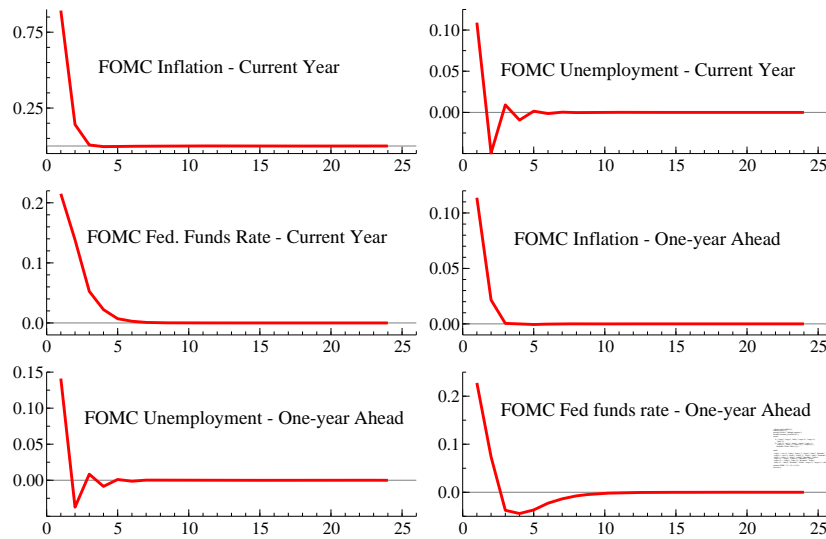 0.75
0.25
FOMC Inflation - Current Year
0 5 10 15 20 25
0.10
0.05
0.00
FOMC Unemployment - Current Year
0 5 10 15 20 25
0.2
0.1
0.0
FOMC Fed. Funds Rate - Current Year
0 5 10 15 20 25
0.10
0.05
0.00
FOMC Inflation - One-year Ahead
0 5 10 15 20 25
0.15
0.10
0.05
0.00
FOMC Unemployment - One-year Ahead
0 5 10 15 20 25
0.2
0.1
0.0
FOMC Fed funds rate - One-year Ahead
0 5 10 15 20 25